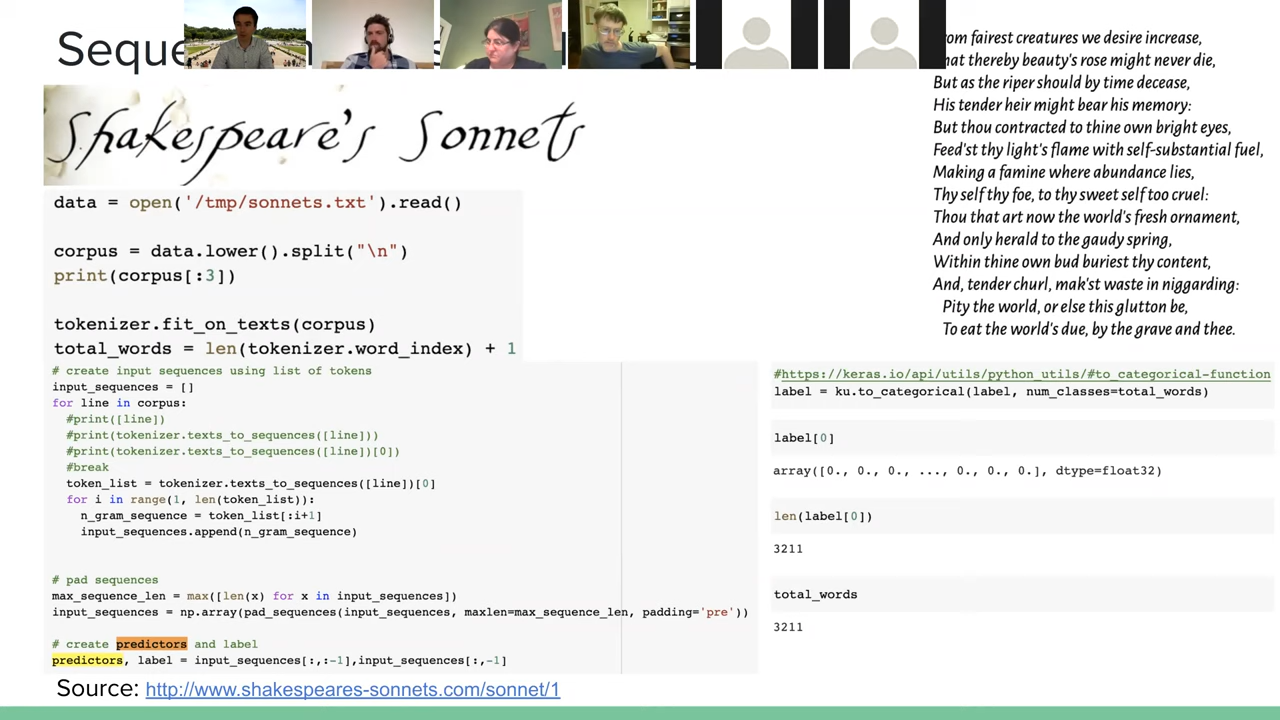 Seque
Shakespeare's Sonnets
data = open('/tmp/sonnets.txt').read()
corpus = data.lower().split("\n")
print(corpus[:3])
tokenizer.fit_on_texts(corpus)
total_words = len(tokenizer.word_index) + 1
# create input sequences using list of tokens
input_sequences = []
for line in corpus:
  #print([line])
  #print(tokenizer.texts_to_sequences([line]))
  #print(tokenizer.texts_to_sequences([line])[0])
  #break
  token_list = tokenizer.texts_to_sequences([line])[0]
  for i in range(1, len(token_list)):
    n_gram_sequence = token_list[:i+1]
    input_sequences.append(n_gram_sequence)
# pad sequences
max_sequence_len = max([len(x) for x in input_sequences])
input_sequences = np.array(pad_sequences(input_sequences, maxlen=max_sequence_len, padding='pre'))
# create predictors and label
predictors, label = input_sequences[:,:-1],input_sequences[:,-1]
Source: http://www.shakespeares-sonnets.com/sonnet/1
om fairest creatures we desire increase,
hat thereby beauty's rose might never die,
But as the riper should by time decease,
His tender heir might bear his memory:
But thou contracted to thine own bright eyes,
Feed'st thy light's flame with self-substantial fuel,
Making a famine where abundance lies,
Thy self thy foe, to thy sweet self too cruel:
Thou that art now the world's fresh ornament,
And only herald to the gaudy spring,
Within thine own bud buriest thy content,
And, tender churl, mak'st waste in niggarding:
Pity the world, or else this glutton be,
To eat the world's due, by the grave and thee.
#https://keras.io/api/utils/python_utils/#to_categorical-function
label = ku.to_categorical(label, num_classes=total_words)
label[0]
array([0., 0., 0., ..., 0., 0., 0.], dtype=float32)
len(label[0])
3211
total_words
3211